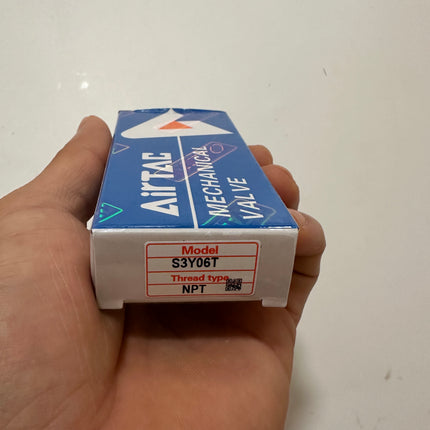 AirTAC
MECHANICAL
VALVE
Model
S3Y06T
Thread type
NPT